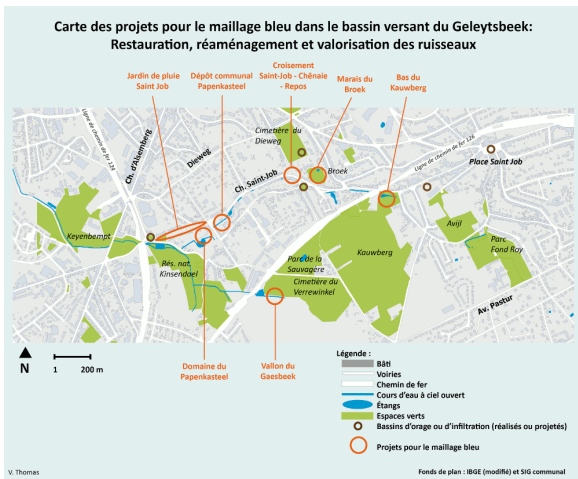 Carte des projets pour le maillage bleu dans le bassin versant du Geleytsbeek:
Restauration, réaménagement et valorisation des ruisseaux
Jardin de pluie
Saint Job
Dépôt communal
Papenkasteel
Croisement
Saint-Job - Chênaie
- Repos
Marais du
Broek
Bas du
Kauwberg
Ligne de chemin de fer 124
Ch. d'Alsemberg
Dieweg
Cimetière du
Dieweg
Ch. Saint-Job
Broek
Ligne de chemin de fer 126
Place Saint Job
Keyenbempt
Rés. nat.
Kinsendael
Parc de la
Sauvagère
Cimetière du
Verrewinkel
Kauwberg
Avijl
Parc
Fond Roy
Av. Pastur
N
1
200 m
Domaine du
Papenkasteel
Vallon du
Gaesbeek
Légende :
Bâti
Voiries
Chemin de fer
Cours d'eau à ciel ouvert
Étangs
Espaces verts
Bassins d'orage ou d'infiltration (réalisés ou projetés)
Projets pour le maillage bleu
V. Thomas
Fonds de plan : IBGE (modifié) et SIG communal